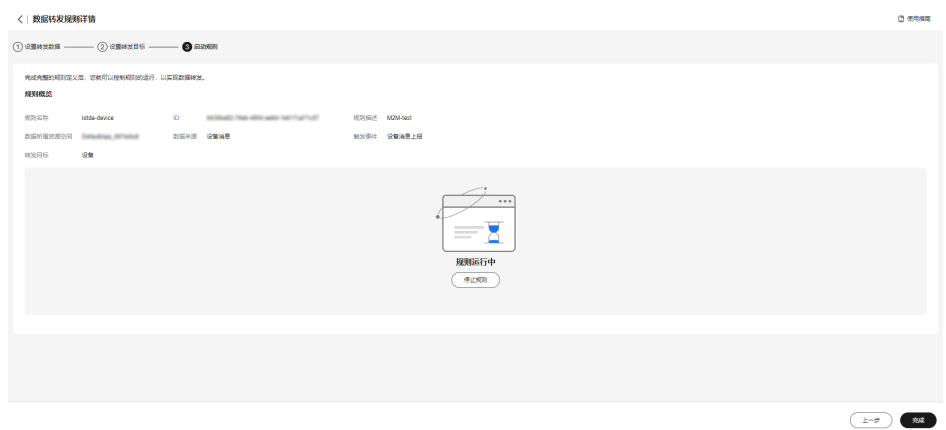 数据转发规则详情 使用指南
1 设置转发数据 2 设置转发目标 3 启动规则
完成完整的规则定义后，您就可以控制规则的运行，以实现数据转发。
规则概览
规则名称 iotda-device ID: 规则描述 M2M-test
数据所属资源空间 数据来源 设备消息 触发事件 设备消息上报
转发目标 设备
规则运行中
停止规则
上一步 完成